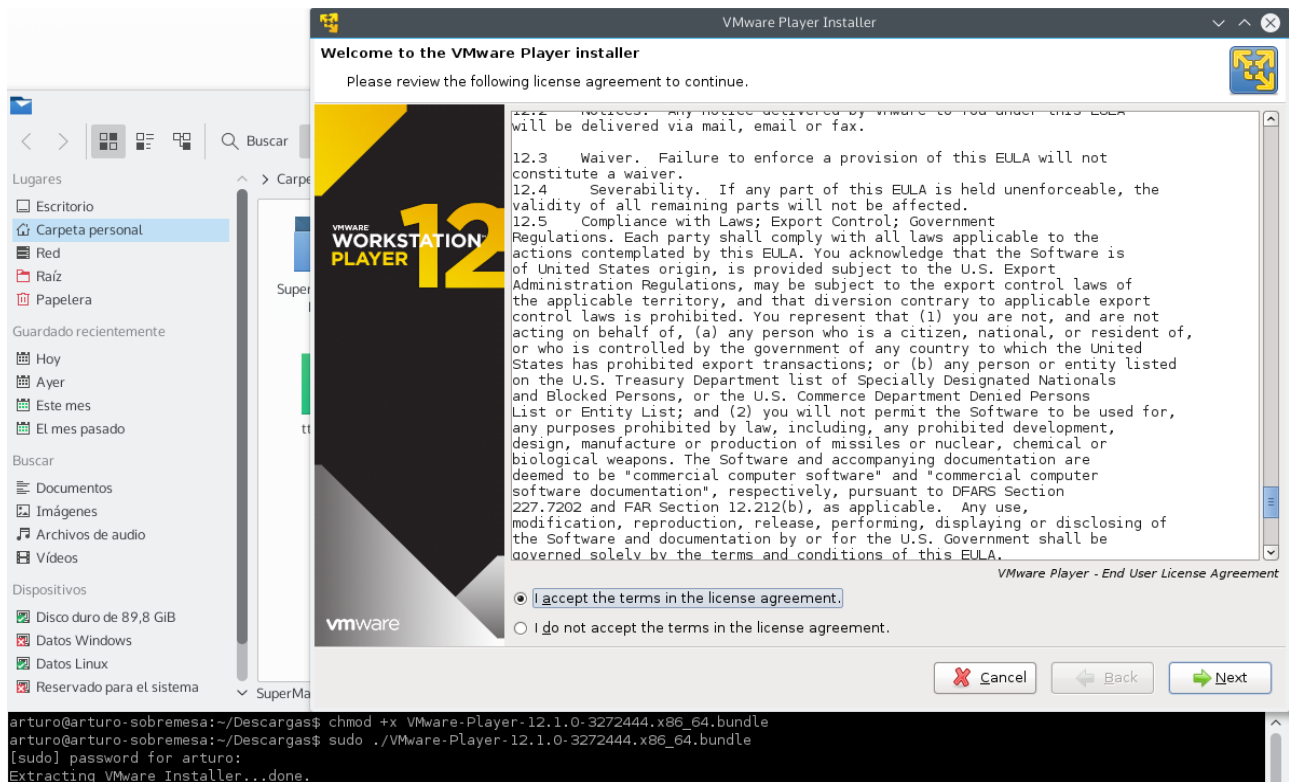 VMware Player Installer
Welcome to the VMware Player installer
Please review the following license agreement to continue.
Buscar
Lugares
Escritorio
Carpeta personal
Red
Raíz
Papelera
Guardado recientemente
Hoy
Ayer
Este mes
El mes pasado
Buscar
Documentos
Imágenes
Archivos de audio
Vídeos
Dispositivos
Disco duro de 89,8 GiB
Datos Windows
Datos Linux
Reservado para el sistema
> Carpe
Super
tt
SuperMa
VMWARE
WORKSTATION
PLAYER
12
vmware
12.2 Notices. Any notice delivered by VMware to You under this EULA
will be delivered via mail, email or fax.
12.3 Waiver. Failure to enforce a provision of this EULA will not
constitute a waiver.
12.4 Severability. If any part of this EULA is held unenforceable, the
validity of all remaining parts will not be affected.
12.5 Compliance with Laws; Export Control; Government
Regulations. Each party shall comply with all laws applicable to the
actions contemplated by this EULA. You acknowledge that the Software is
of United States origin, is provided subject to the U.S. Export
Administration Regulations, may be subject to the export control laws of
the applicable territory, and that diversion contrary to applicable export
control laws is prohibited. You represent that (1) you are not, and are not
acting on behalf of, (a) any person who is a citizen, national, or resident of,
or who is controlled by the government of any country to which the United
States has prohibited export transactions; or (b) any person or entity listed
on the U.S. Treasury Department list of Specially Designated Nationals
and Blocked Persons, or the U.S. Commerce Department Denied Persons
List or Entity List; and (2) you will not permit the Software to be used for,
any purposes prohibited by law, including, any prohibited development,
design, manufacture or production of missiles or nuclear, chemical or
biological weapons. The Software and accompanying documentation are
deemed to be "commercial computer software" and "commercial computer
software documentation", respectively, pursuant to DFARS Section
227.7202 and FAR Section 12.212(b), as applicable. Any use,
modification, reproduction, release, performing, displaying or disclosing of
the Software and documentation by or for the U.S. Government shall be
governed solely by the terms and conditions of this EULA.
VMware Player - End User License Agreement
I accept the terms in the license agreement.
I do not accept the terms in the license agreement.
Cancel
Back
Next
arturo@arturo-sobremesa:~/Descargas$ chmod +x VMware-Player-12.1.0-3272444.x86_64.bundle
arturo@arturo-sobremesa:~/Descargas$ sudo ./VMware-Player-12.1.0-3272444.x86_64.bundle
[sudo] password for arturo:
Extracting VMware Installer...done.